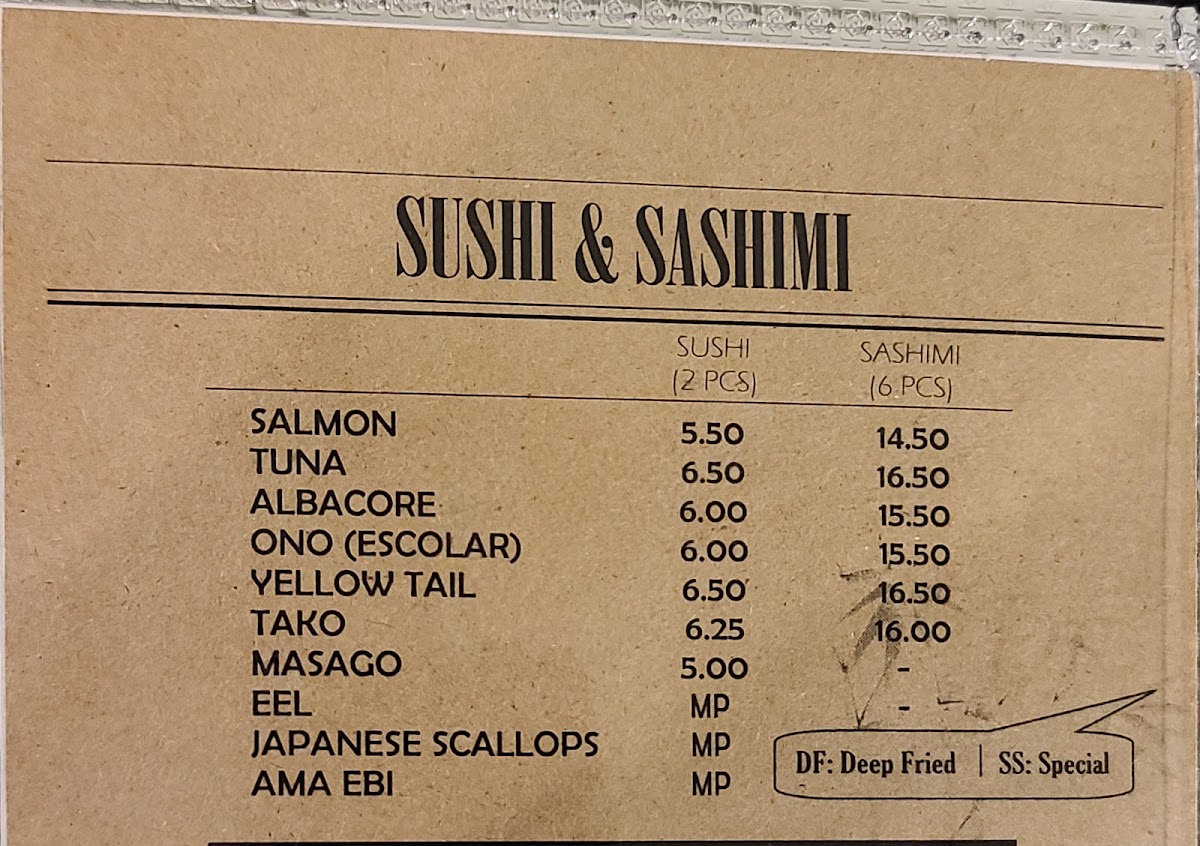 SUSHI & SASHIMI
SUSHI SASHIMI
(2 PCS) (6 PCS)
SALMON 5.50 14.50
TUNA 6.50 16.50
ALBACORE 6.00 15.50
ONO (ESCOLAR) 6.00 15.50
YELLOW TAIL 6.50 16.50
TAKO 6.25 16.00
MASAGO 5.00 -
EEL MP -
JAPANESE SCALLOPS MP
DF: Deep Fried | SS: Special
AMA EBI MP